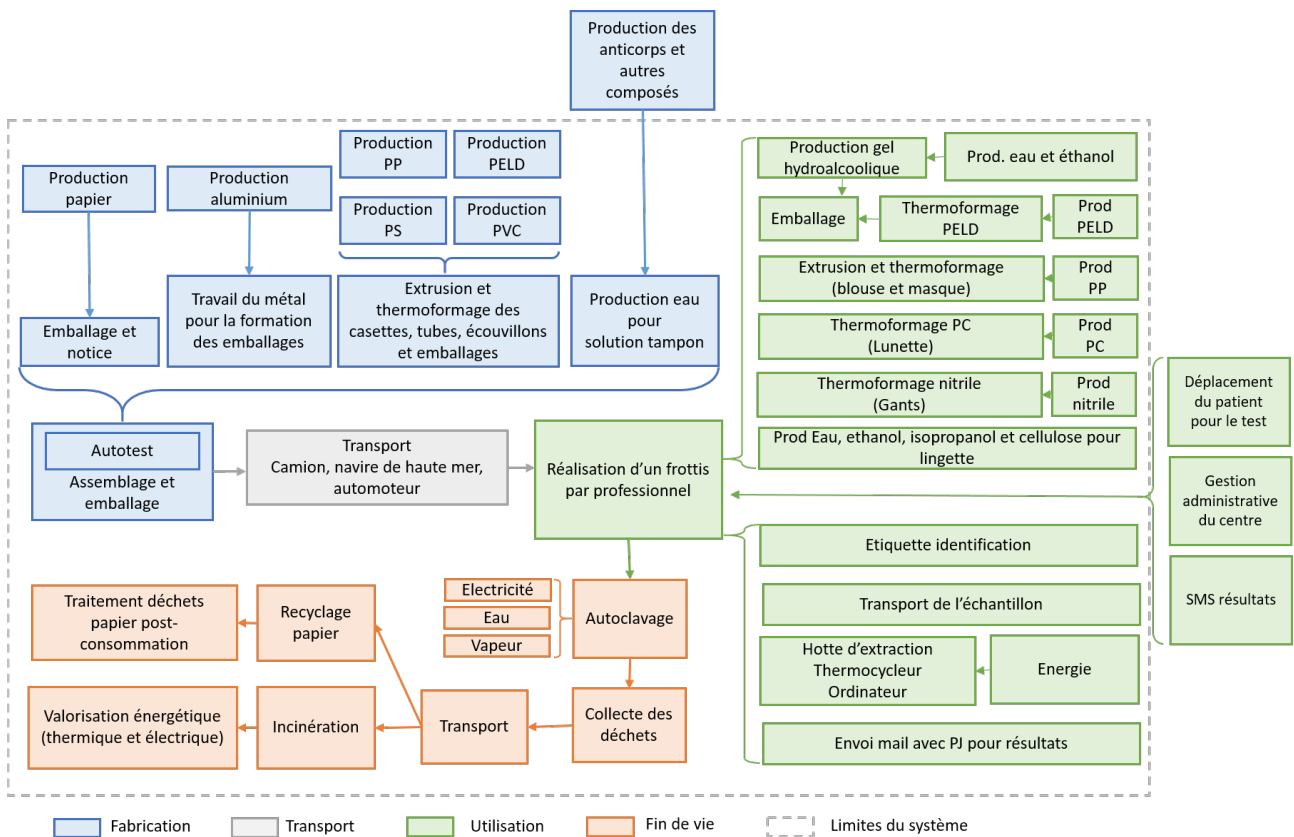 Production des
anticorps et
autres
composés
Production
papier
Production
aluminium
Production
PP
Production
PELD
Production
PS
Production
PVC
Emballage et
notice
Travail du métal
pour la formation
des emballages
Extrusion et
thermoformage des
casettes, tubes, écouvillons
et emballages
Production eau
pour
solution tampon
Production gel
hydroalcoolique
Prod. eau et éthanol
Emballage
Thermoformage
PELD
Prod
PELD
Extrusion et thermoformage
(blouse et masque)
Prod
PP
Thermoformage PC
(Lunette)
Prod
PC
Thermoformage nitrile
(Gants)
Prod
nitrile
Prod Eau, ethanol, isopropanol et cellulose pour
lingette
Déplacement
du patient
pour le test
Gestion
administrative
du centre
SMS résultats
Autotest
Assemblage et
emballage
Transport
Camion, navire de haute mer,
automoteur
Réalisation d’un frottis
par professionnel
Etiquette identification
Transport de l’échantillon
Hotte d’extraction
Thermocycleur
Ordinateur
Energie
Envoi mail avec PJ pour résultats
Electricité
Eau
Vapeur
Autoclavage
Traitement déchets
papier post-
consommation
Recyclage
papier
Valorisation énergétique
(thermique et électrique)
Incinération
Transport
Collecte des
déchets
Fabrication
Transport
Utilisation
Fin de vie
Limites du système